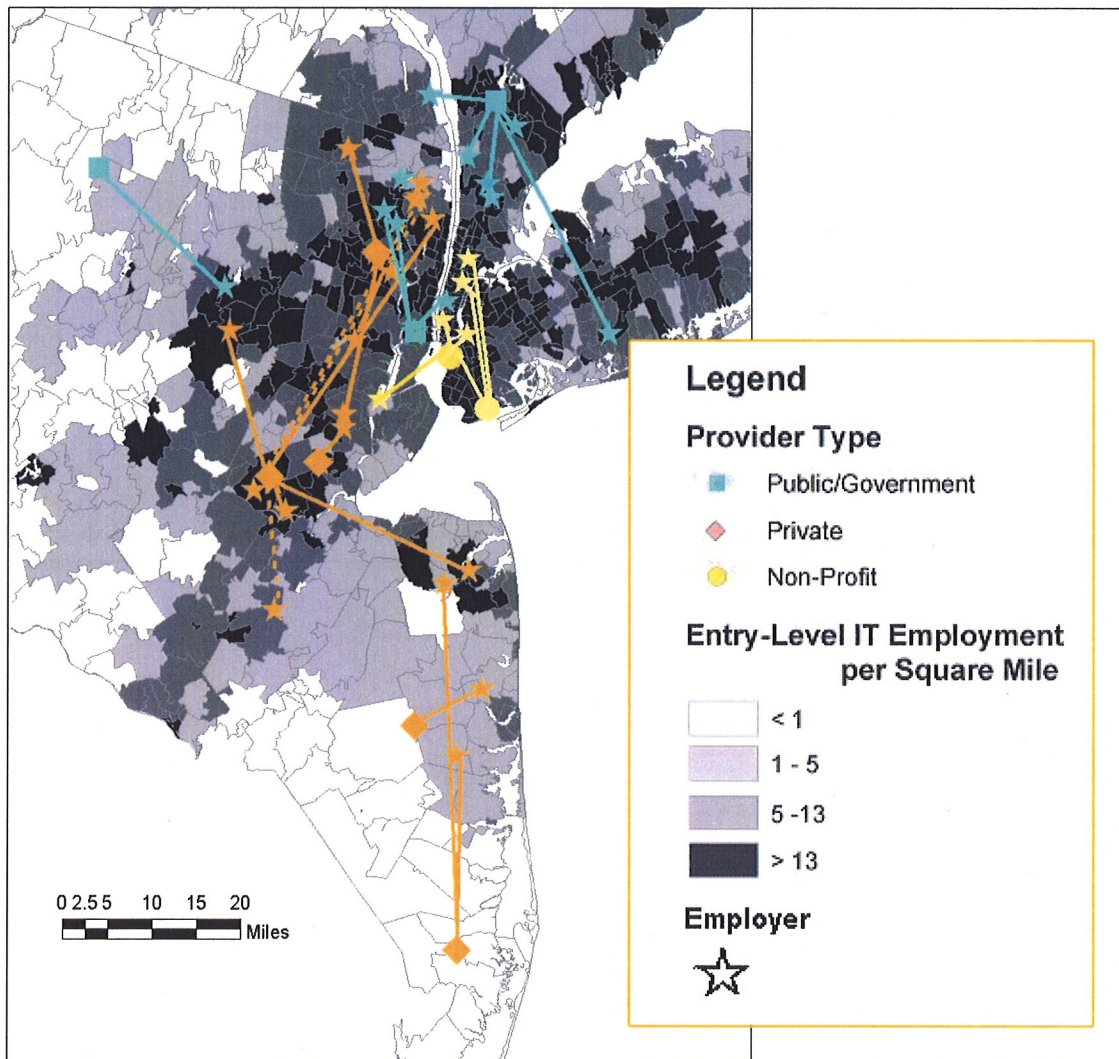 Legend
Provider Type
Public/Government
Private
Non-Profit
Entry-Level IT Employment
per Square Mile
< 1
1 - 5
5 -13
> 13
Employer
0 2.5 5 10 15 20
Miles